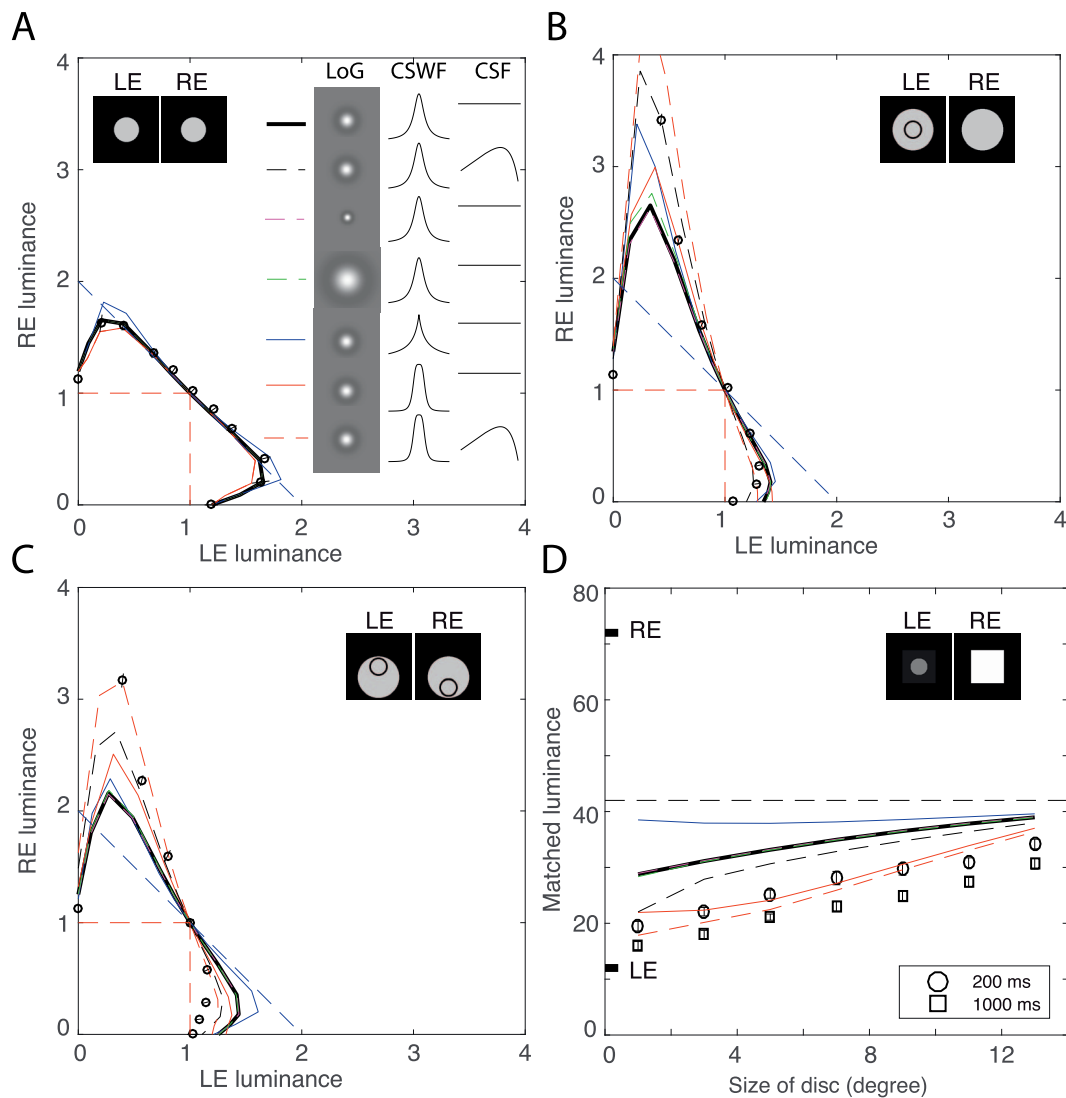 A
LE RE
LoG CSWF CSF
4
3
2
1
0
RE luminance
0 1 2 3 4
LE luminance
B
LE RE
4
3
2
1
0
RE luminance
0 1 2 3 4
LE luminance
C
LE RE
4
3
2
1
0
RE luminance
0 1 2 3 4
LE luminance
D
LE RE
80
60
40
20
0
Matched luminance
RE
LE
200 ms
1000 ms
0 4 8 12
Size of disc (degree)